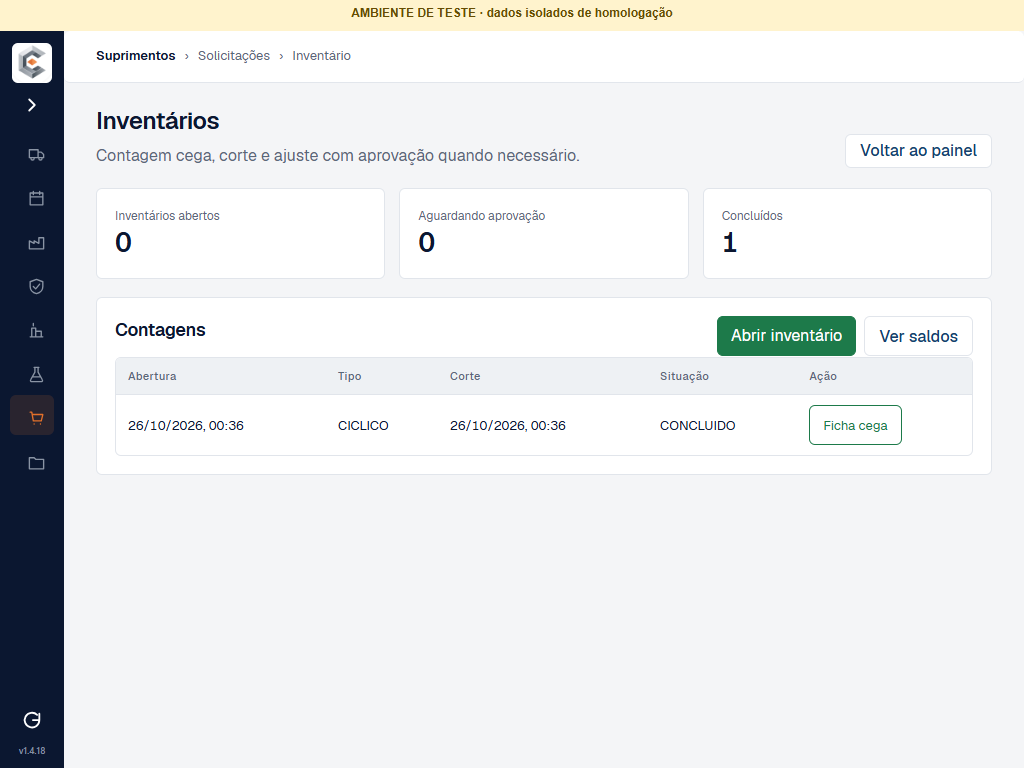 AMBIENTE DE TESTE · dados isolados de homologação
Suprimentos › Solicitações › Inventário
Inventários
Contagem cega, corte e ajuste com aprovação quando necessário.
Voltar ao painel
Inventários abertos
0
Aguardando aprovação
0
Concluídos
1
Contagens
Abrir inventário
Ver saldos
Abertura Tipo Corte Situação Ação
26/10/2026, 00:36 CICLICO 26/10/2026, 00:36 CONCLUIDO Ficha cega
v1.4.18